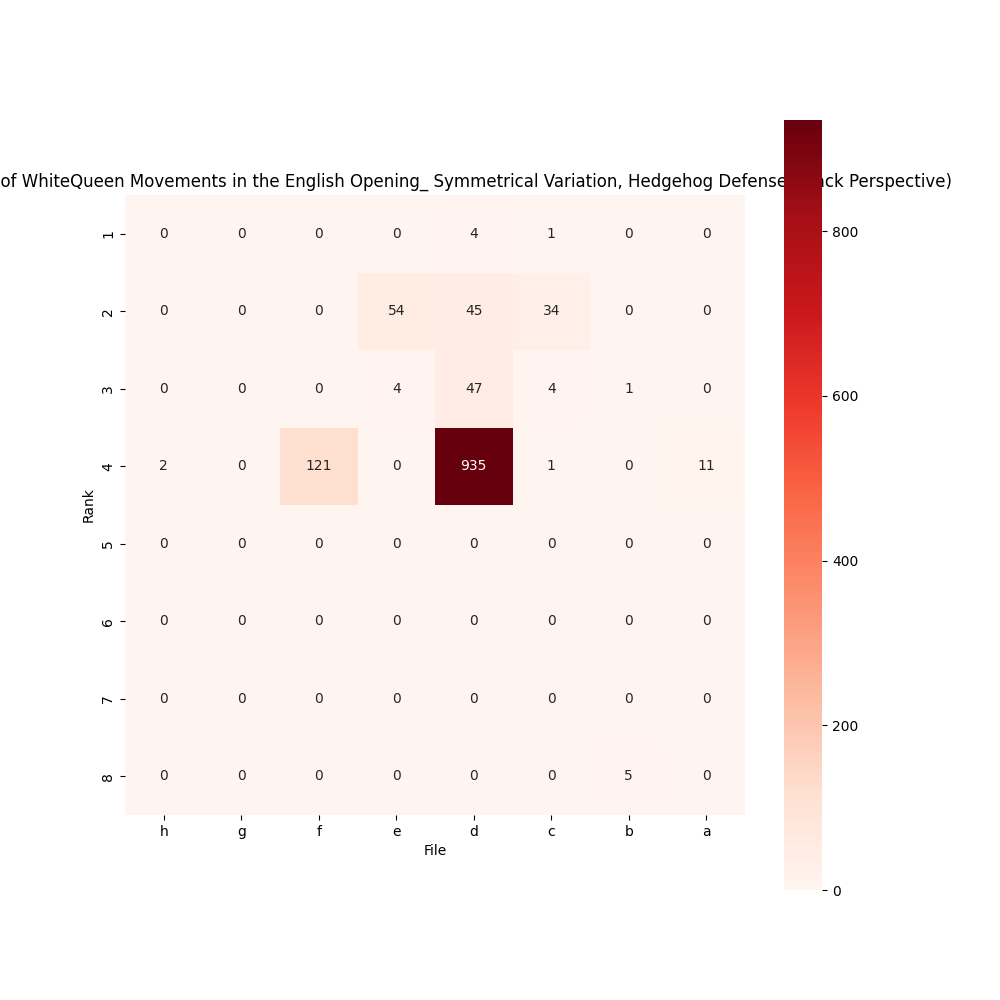 of WhiteQueen Movements in the English Opening_ Symmetrical Variation, Hedgehog Defense Perspective)
1 0 0 0 0 4 1 0 0
2 0 0 0 54 45 34 0 0
3 0 0 0 4 47 4 1 0
4 2 0 121 0 935 1 0 11
5 0 0 0 0 0 0 0 0
6 0 0 0 0 0 0 0 0
7 0 0 0 0 0 0 0 0
8 0 0 0 0 0 0 5 0
h g f e d c b a
File
Rank
800
600
400
200
0